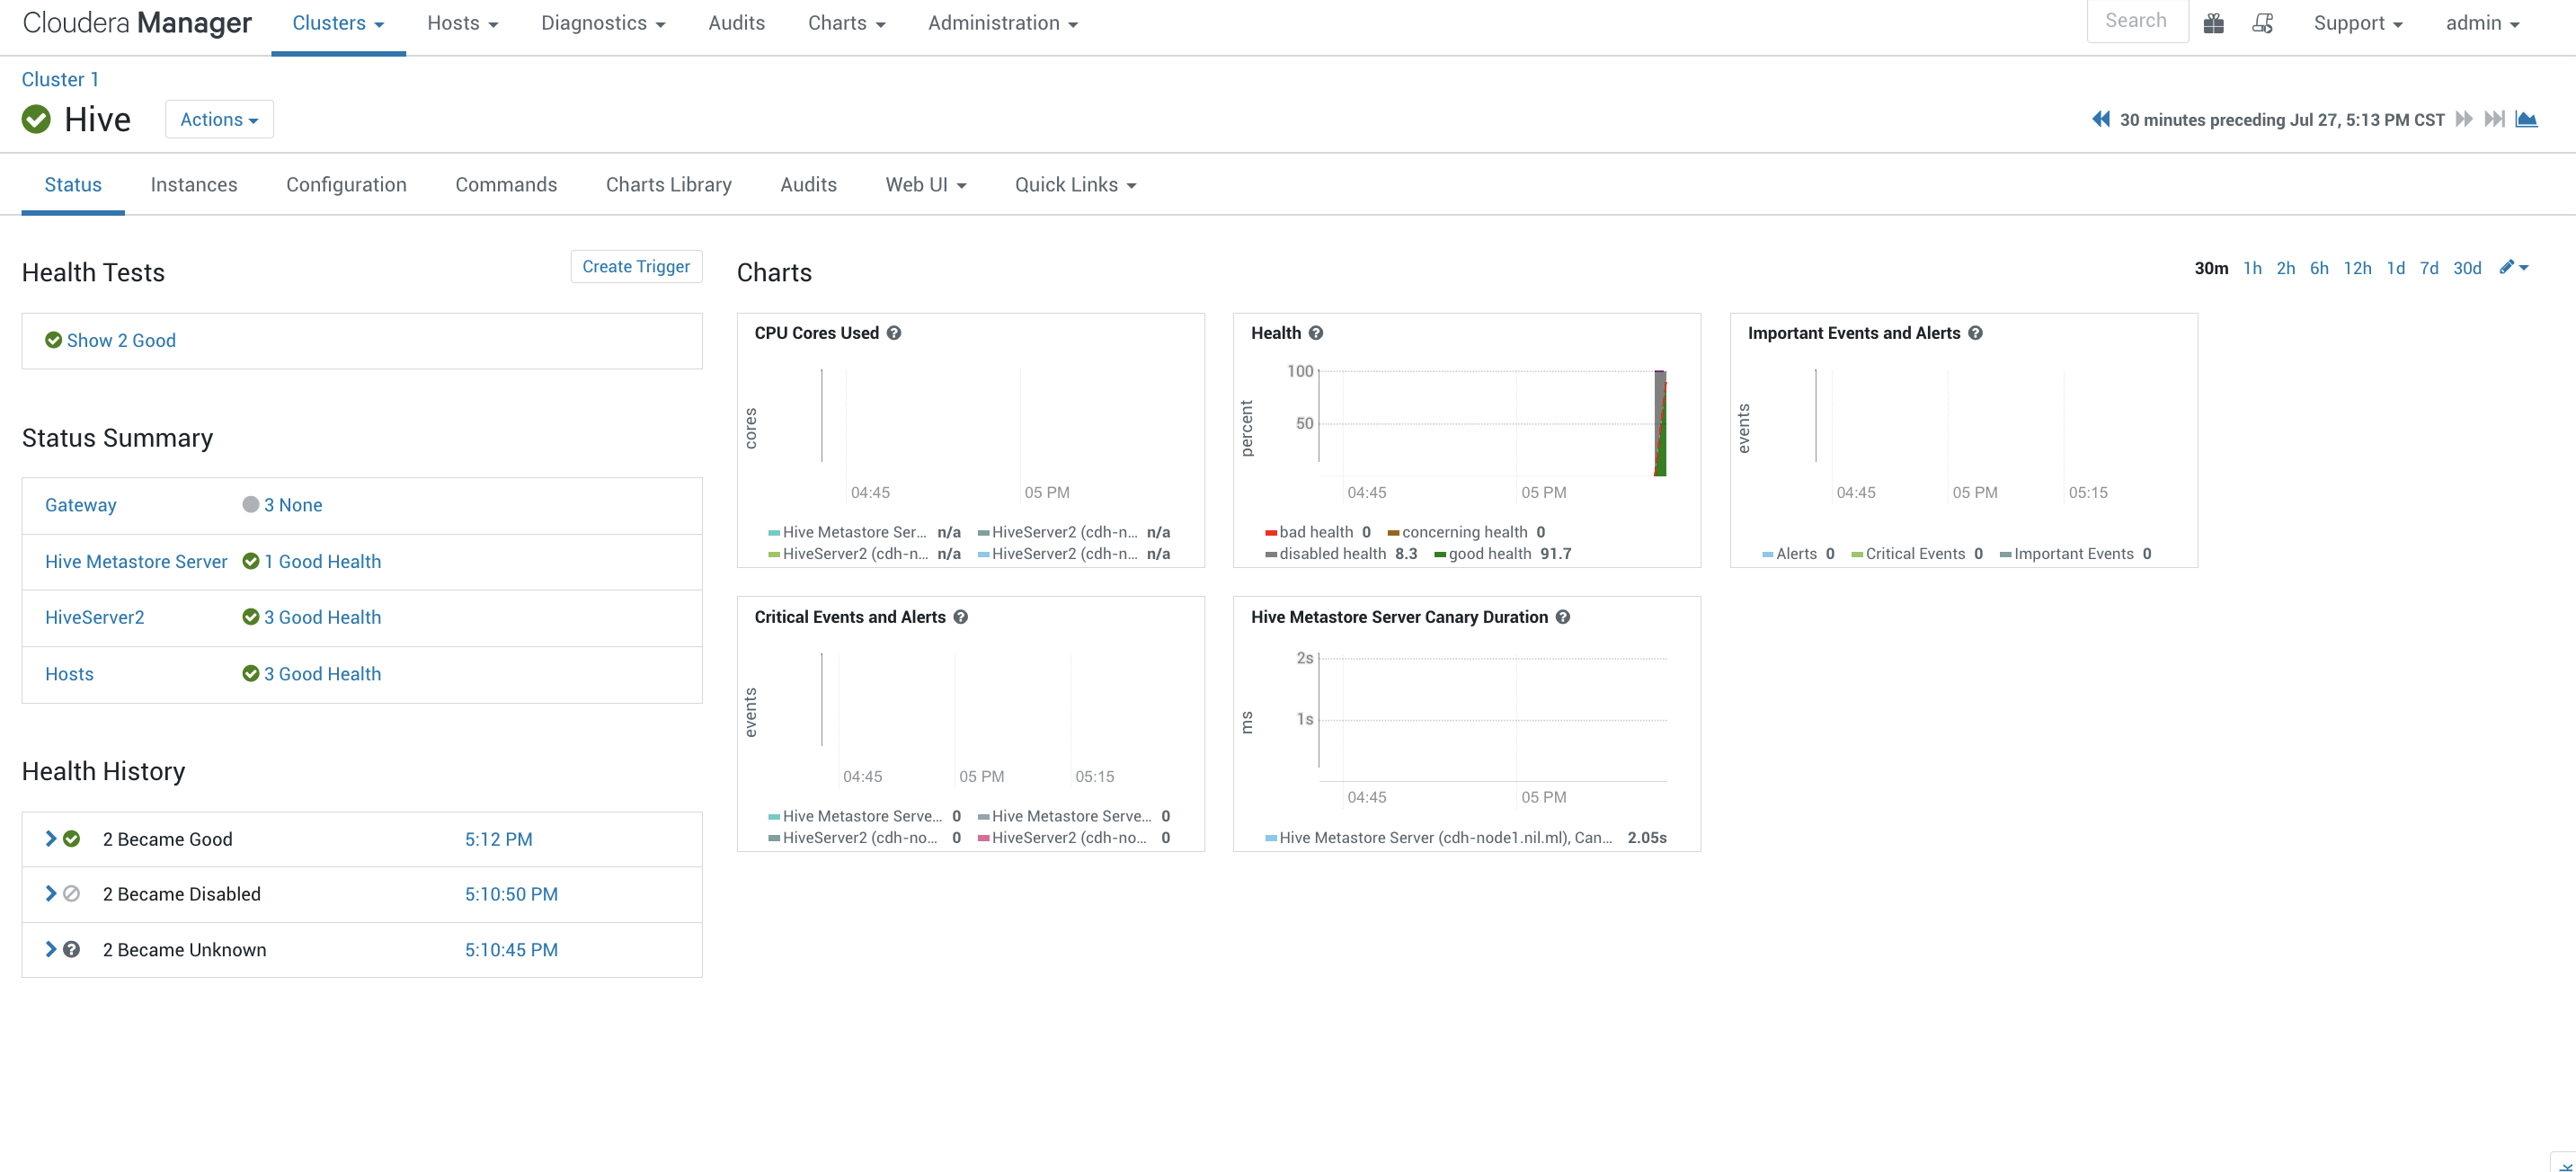 Cloudera Manager Clusters Hosts Diagnostics Audits Charts Administration Search Support admin
Cluster 1
Hive Actions 30 minutes preceding Jul 27, 5:13 PM CST
Status Instances Configuration Commands Charts Library Audits Web UI Quick Links
Health Tests Create Trigger
Show 2 Good
Status Summary
Gateway 3 None
Hive Metastore Server 1 Good Health
HiveServer2 3 Good Health
Hosts 3 Good Health
Health History
2 Became Good 5:12 PM
2 Became Disabled 5:10:50 PM
2 Became Unknown 5:10:45 PM
Charts 30m 1h 2h 6h 12h 1d 7d 30d
CPU Cores Used
cores
04:45 05 PM
Hive Metastore Ser... n/a HiveServer2 (cdh-n... n/a
HiveServer2 (cdh-n... n/a HiveServer2 (cdh-n... n/a
Health
percent
100
50
04:45 05 PM
bad health 0 concerning health 0
disabled health 8.3 good health 91.7
Important Events and Alerts
events
04:45 05 PM 05:15
Alerts 0 Critical Events 0 Important Events 0
Critical Events and Alerts
events
04:45 05 PM 05:15
Hive Metastore Serve... 0 Hive Metastore Serve... 0
HiveServer2 (cdh-no... 0 HiveServer2 (cdh-no... 0
Hive Metastore Server Canary Duration
ms
2s
1s
04:45 05 PM
Hive Metastore Server (cdh-node1.nil.ml), Can... 2.05s